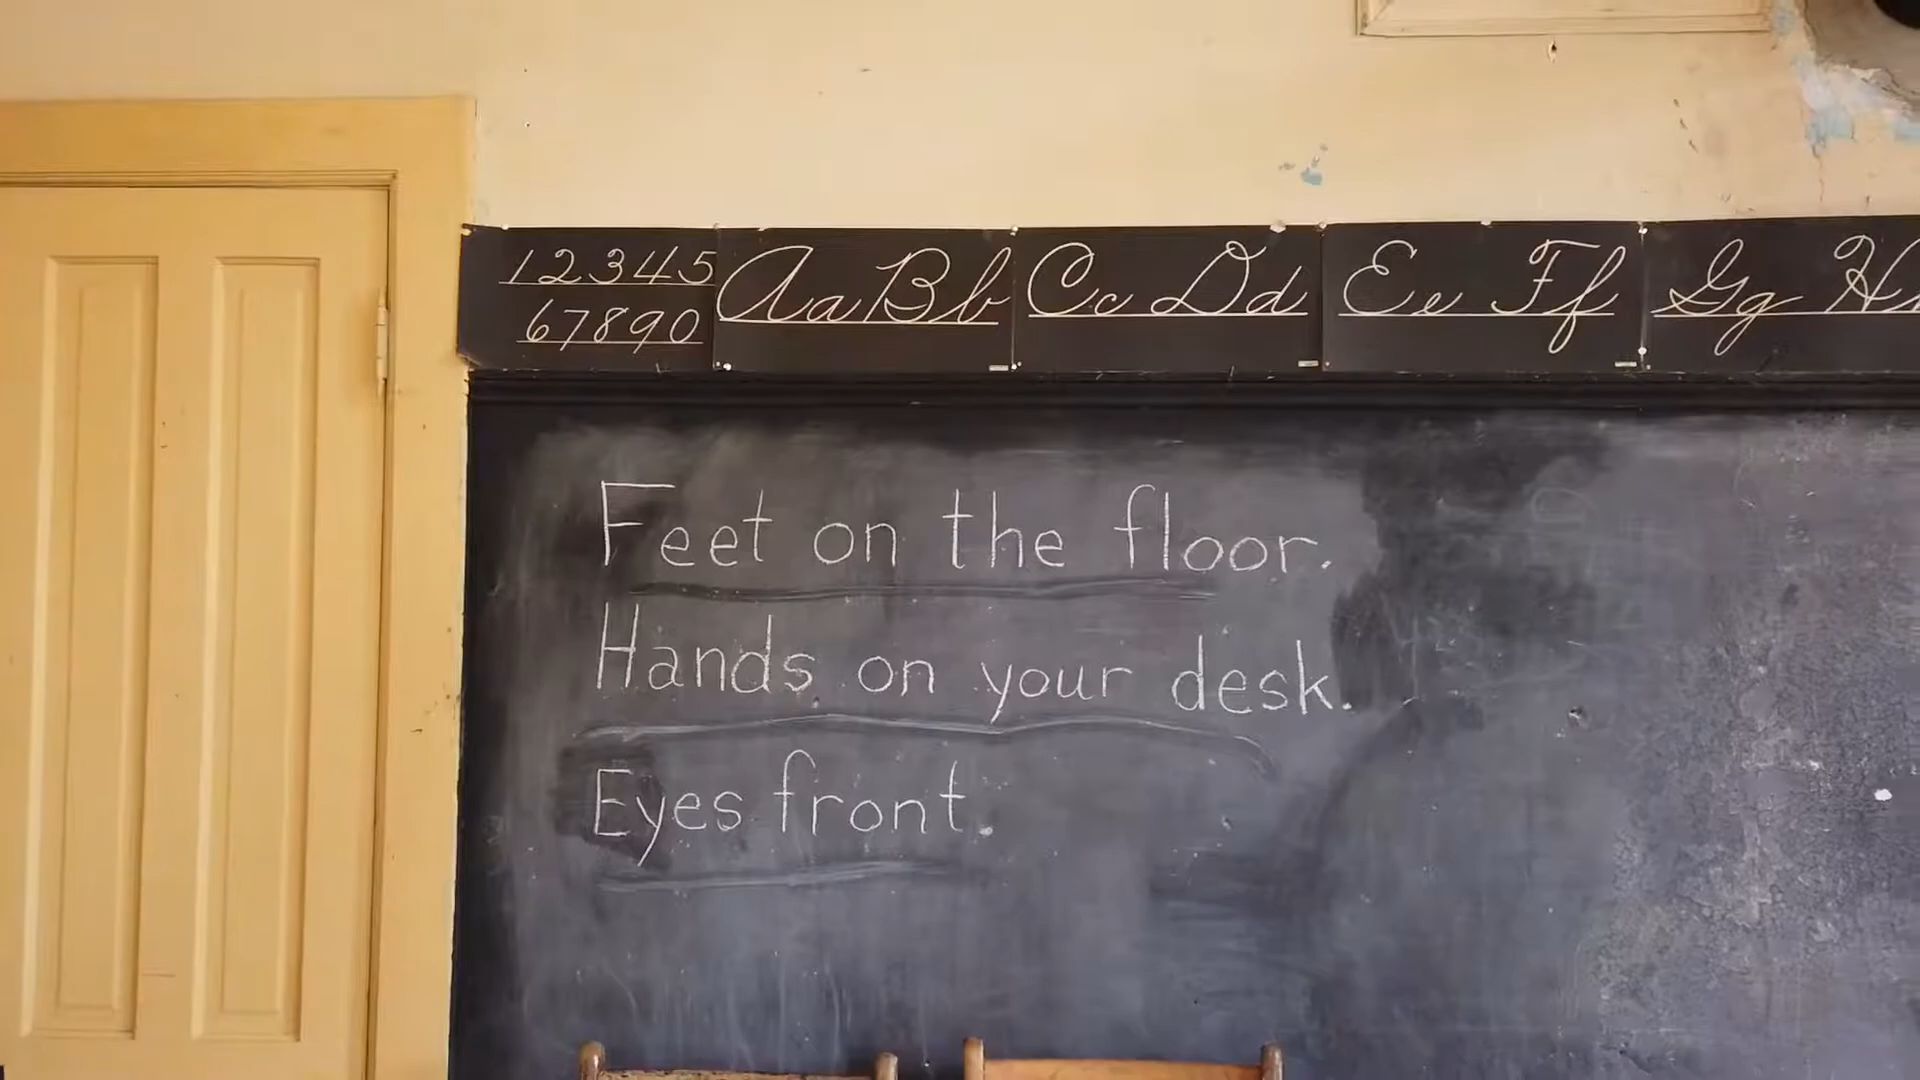 12345
67890
Aa Bb Cc Dd Ee Ff Gg H
Feet on the floor.
Hands on your desk.
Eyes front.